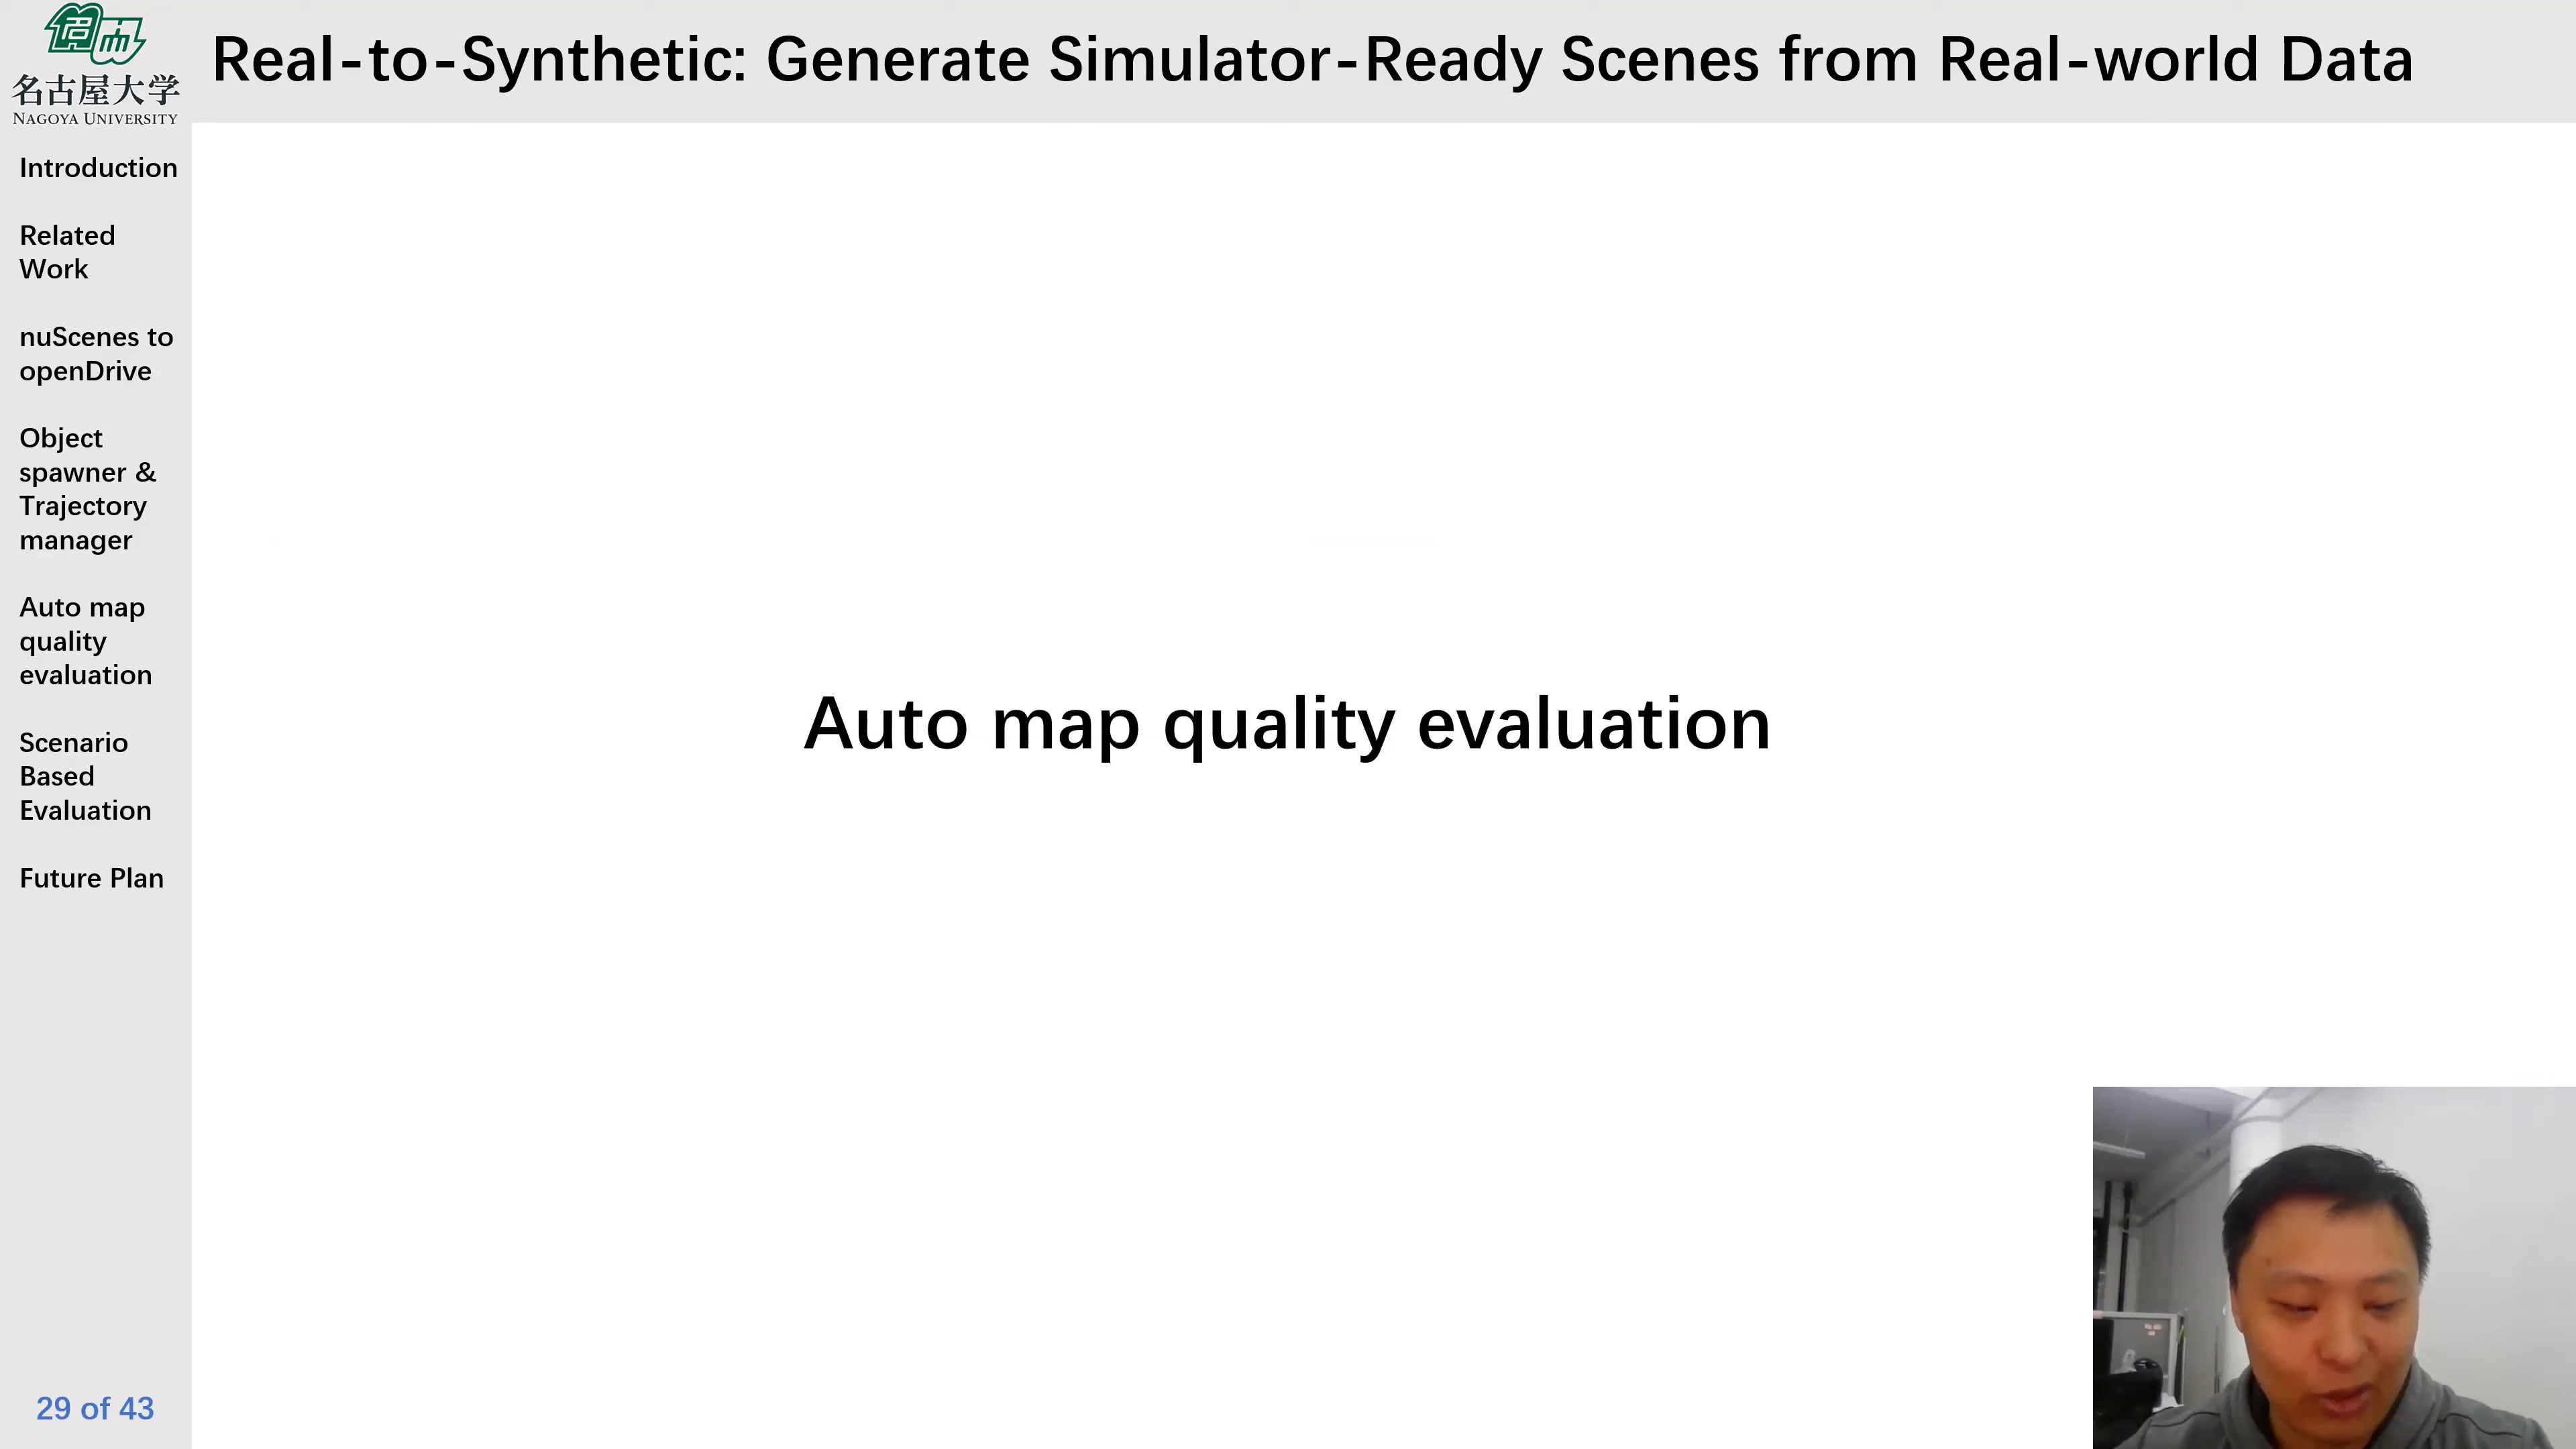 名古屋大学
NAGOYA UNIVERSITY
Real-to-Synthetic: Generate Simulator-Ready Scenes from Real-world Data
Introduction
Related
Work
nuScenes to
openDrive
Object
spawner &
Trajectory
manager
Auto map
quality
evaluation
Scenario
Based
Evaluation
Future Plan
Auto map quality evaluation
29 of 43